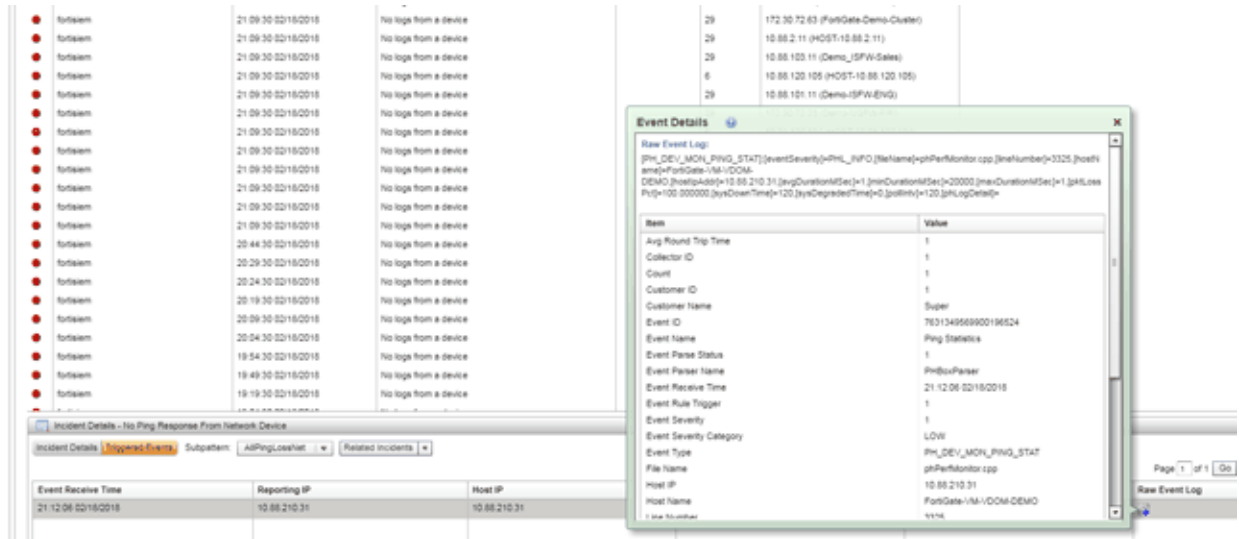 fortisiem 21:09:30 02/18/2018 No logs from a device 29 172.30.72.63 (FortiGate-Demo-Cluster)
fortisiem 21:09:30 02/18/2018 No logs from a device 29 10.88.2.11 (HOST-10.88.2.11)
fortisiem 21:09:30 02/18/2018 No logs from a device 29 10.88.103.11 (Demo_ISFW-Sales)
fortisiem 21:09:30 02/18/2018 No logs from a device 6 10.88.120.105 (HOST-10.88.120.105)
fortisiem 21:09:30 02/18/2018 No logs from a device 29 10.88.101.11 (Demo-ISFW-ENG)
fortisiem 21:09:30 02/18/2018 No logs from a device
fortisiem 21:09:30 02/18/2018 No logs from a device
fortisiem 21:09:30 02/18/2018 No logs from a device
fortisiem 21:09:30 02/18/2018 No logs from a device
fortisiem 21:09:30 02/18/2018 No logs from a device
fortisiem 21:09:30 02/18/2018 No logs from a device
fortisiem 21:09:30 02/18/2018 No logs from a device
fortisiem 20:44:30 02/18/2018 No logs from a device
fortisiem 20:29:30 02/18/2018 No logs from a device
fortisiem 20:24:30 02/18/2018 No logs from a device
fortisiem 20:19:30 02/18/2018 No logs from a device
fortisiem 20:09:30 02/18/2018 No logs from a device
fortisiem 20:04:30 02/18/2018 No logs from a device
fortisiem 19:54:30 02/18/2018 No logs from a device
fortisiem 19:49:30 02/18/2018 No logs from a device
fortisiem 19:19:30 02/18/2018 No logs from a device
Event Details
Raw Event Log:
[PH_DEV_MON_PING_STAT]:[eventSeverity]=PHL_INFO,[fileName]=phPerfMonitor.cpp,[lineNumber]=3325,[hostN
ame]=FortiGate-VM-VDOM-
DEMO,[hostIpAddr]=10.88.210.31,[avgDurationMSec]=1,[minDurationMSec]=20000,[maxDurationMSec]=1,[pktLoss
Pct]=100.000000,[sysDownTime]=120,[sysDegradedTime]=0,[pollIntv]=120,[phLogDetail]=
Item Value
Avg Round Trip Time 1
Collector ID 1
Count 1
Customer ID 1
Customer Name Super
Event ID 7631349569900196524
Event Name Ping Statistics
Event Parse Status 1
Event Parser Name PHBoxParser
Event Receive Time 21:12:06 02/18/2018
Event Rule Trigger 1
Event Severity 1
Event Severity Category LOW
Event Type PH_DEV_MON_PING_STAT
File Name phPerfMonitor.cpp
Host IP 10.88.210.31
Host Name FortiGate-VM-VDOM-DEMO
Line Number 3325
Incident Details - No Ping Response From Network Device
Incident Details Triggered Events Subpattern: AllPingLossNet Related Incidents
Page 1 of 1 Go
Event Receive Time Reporting IP Host IP Raw Event Log
21:12:06 02/18/2018 10.88.210.31 10.88.210.31